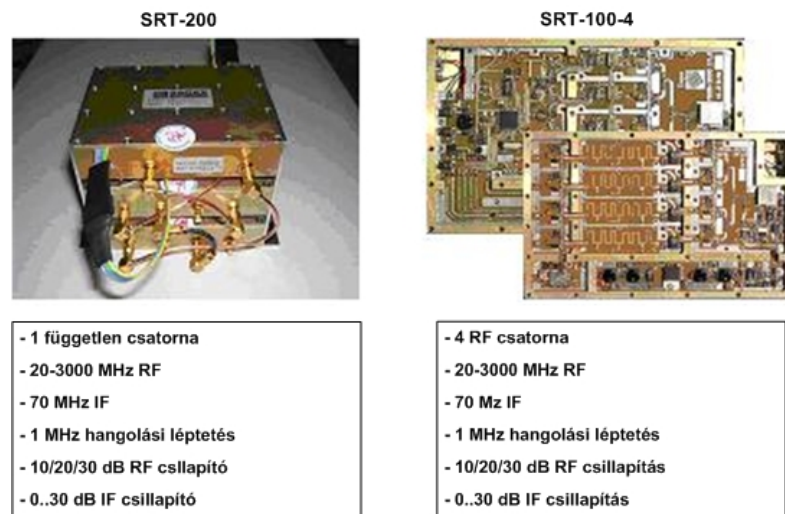 SRT-200
- 1 független csatorna
- 20-3000 MHz RF
- 70 MHz IF
- 1 MHz hangolási léptetés
- 10/20/30 dB RF csllapító
- 0..30 dB IF csillapító
SRT-100-4
- 4 RF csatorna
- 20-3000 MHz RF
- 70 Mz IF
- 1 MHz hangolási léptetés
- 10/20/30 dB RF csillapítás
- 0..30 dB IF csillapítás